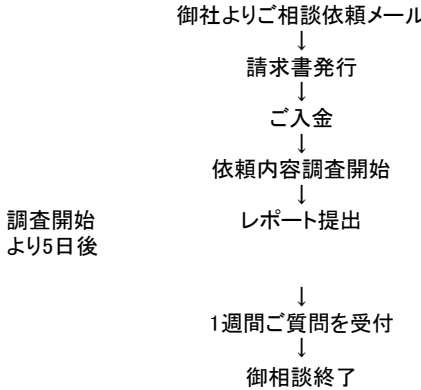 御社よりご相談依頼メール
↓
請求書発行
↓
ご入金
↓
依頼内容調査開始
↓
調査開始
より5日後
レポート提出
↓
1週間ご質問を受付
↓
御相談終了